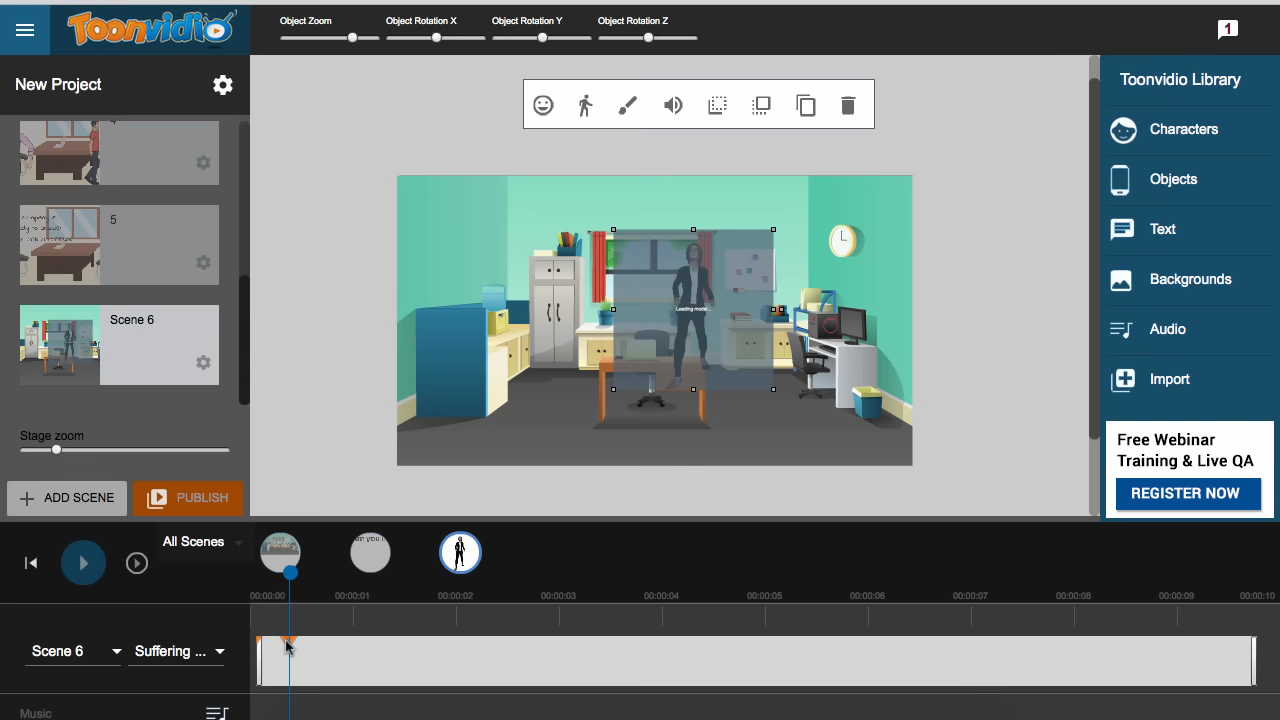 Toonvidio
Object Zoom
Object Rotation X
Object Rotation Y
Object Rotation Z
1
New Project
5
Scene 6
Stage zoom
ADD SCENE
PUBLISH
Loading model...
Toonvidio Library
Characters
Objects
Text
Backgrounds
Audio
Import
Free Webinar
Training & Live QA
REGISTER NOW
All Scenes
00:00:00
00:00:01
00:00:02
00:00:03
00:00:04
00:00:05
00:00:06
00:00:07
00:00:08
00:00:09
00:00:10
Scene 6
Suffering ...
Music